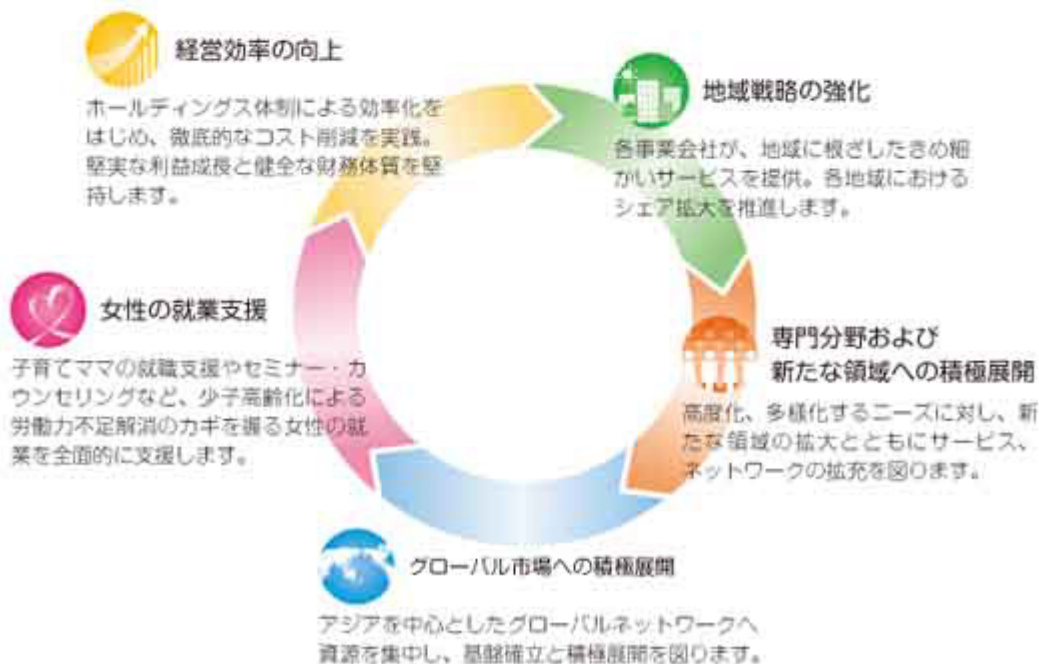 経営効率の向上
ホールディングス体制による効率化を
はじめ、徹底的なコスト削減を実践。
堅実な利益成長と健全な財務体質を堅
持します。
地域戦略の強化
各事業会社が、地域に根ざしたきめ細
かいサービスを提供。各地域における
シェア拡大を推進します。
専門分野および
新たな領域への積極展開
高度化、多様化するニーズに対し、新
たな領域の拡大とともにサービス、
ネットワークの拡充を図ります。
グローバル市場への積極展開
アジアを中心としたグローバルネットワークへ
資源を集中し、基盤確立と積極展開を図ります。
女性の就業支援
子育てママの就職支援やセミナー・カ
ウンセリングなど、少子高齢化による
労働力不足解消のカギを握る女性の就
業を全面的に支援します。